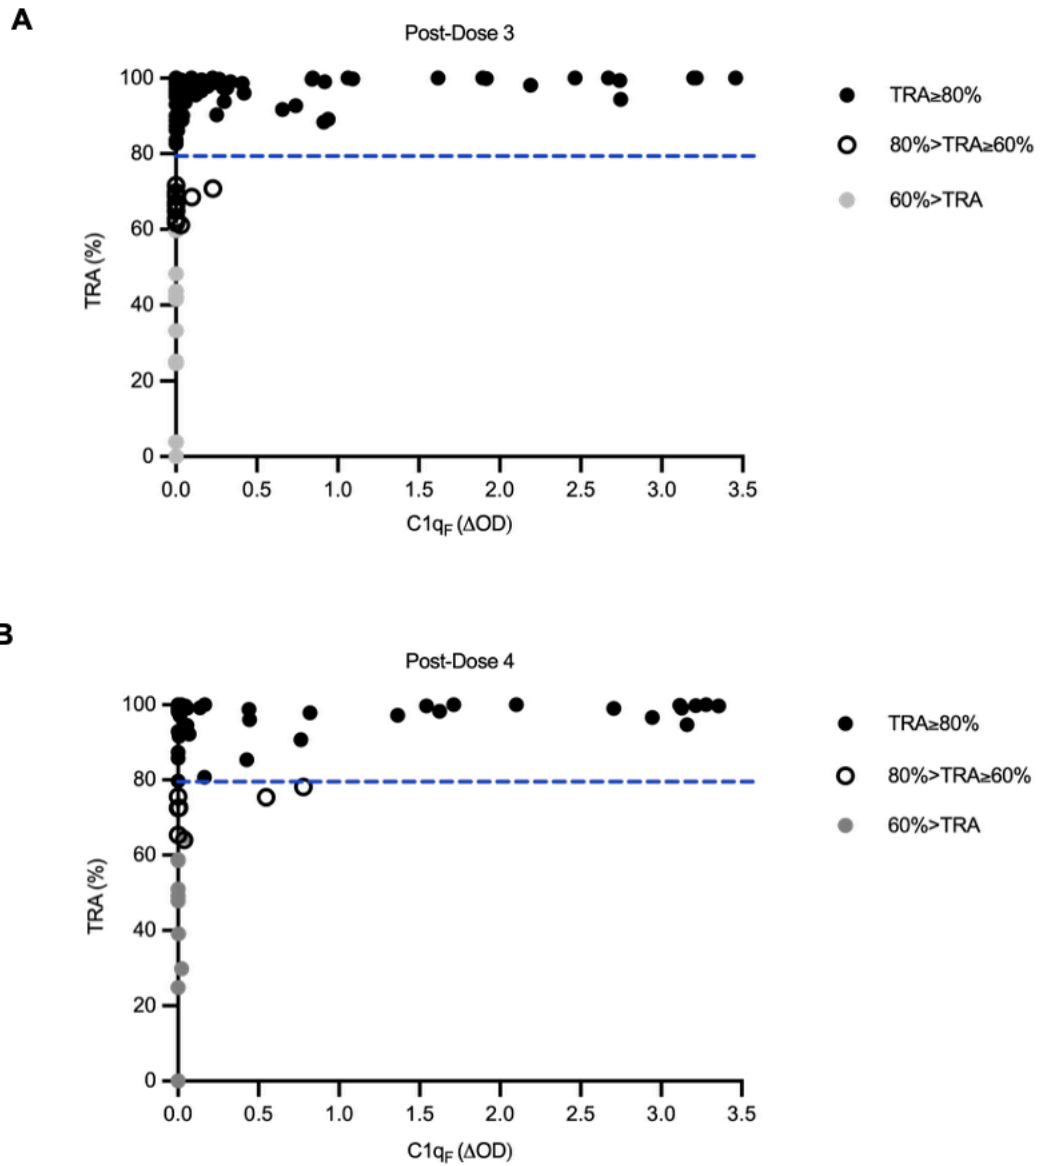 A
Post-Dose 3
100
80
60
40
20
0
TRA (%)
0.0 0.5 1.0 1.5 2.0 2.5 3.0 3.5
C1qF (ΔOD)
TRA≥80%
80%>TRA≥60%
60%>TRA
B
Post-Dose 4
100
80
60
40
20
0
TRA (%)
0.0 0.5 1.0 1.5 2.0 2.5 3.0 3.5
C1qF (ΔOD)
TRA≥80%
80%>TRA≥60%
60%>TRA